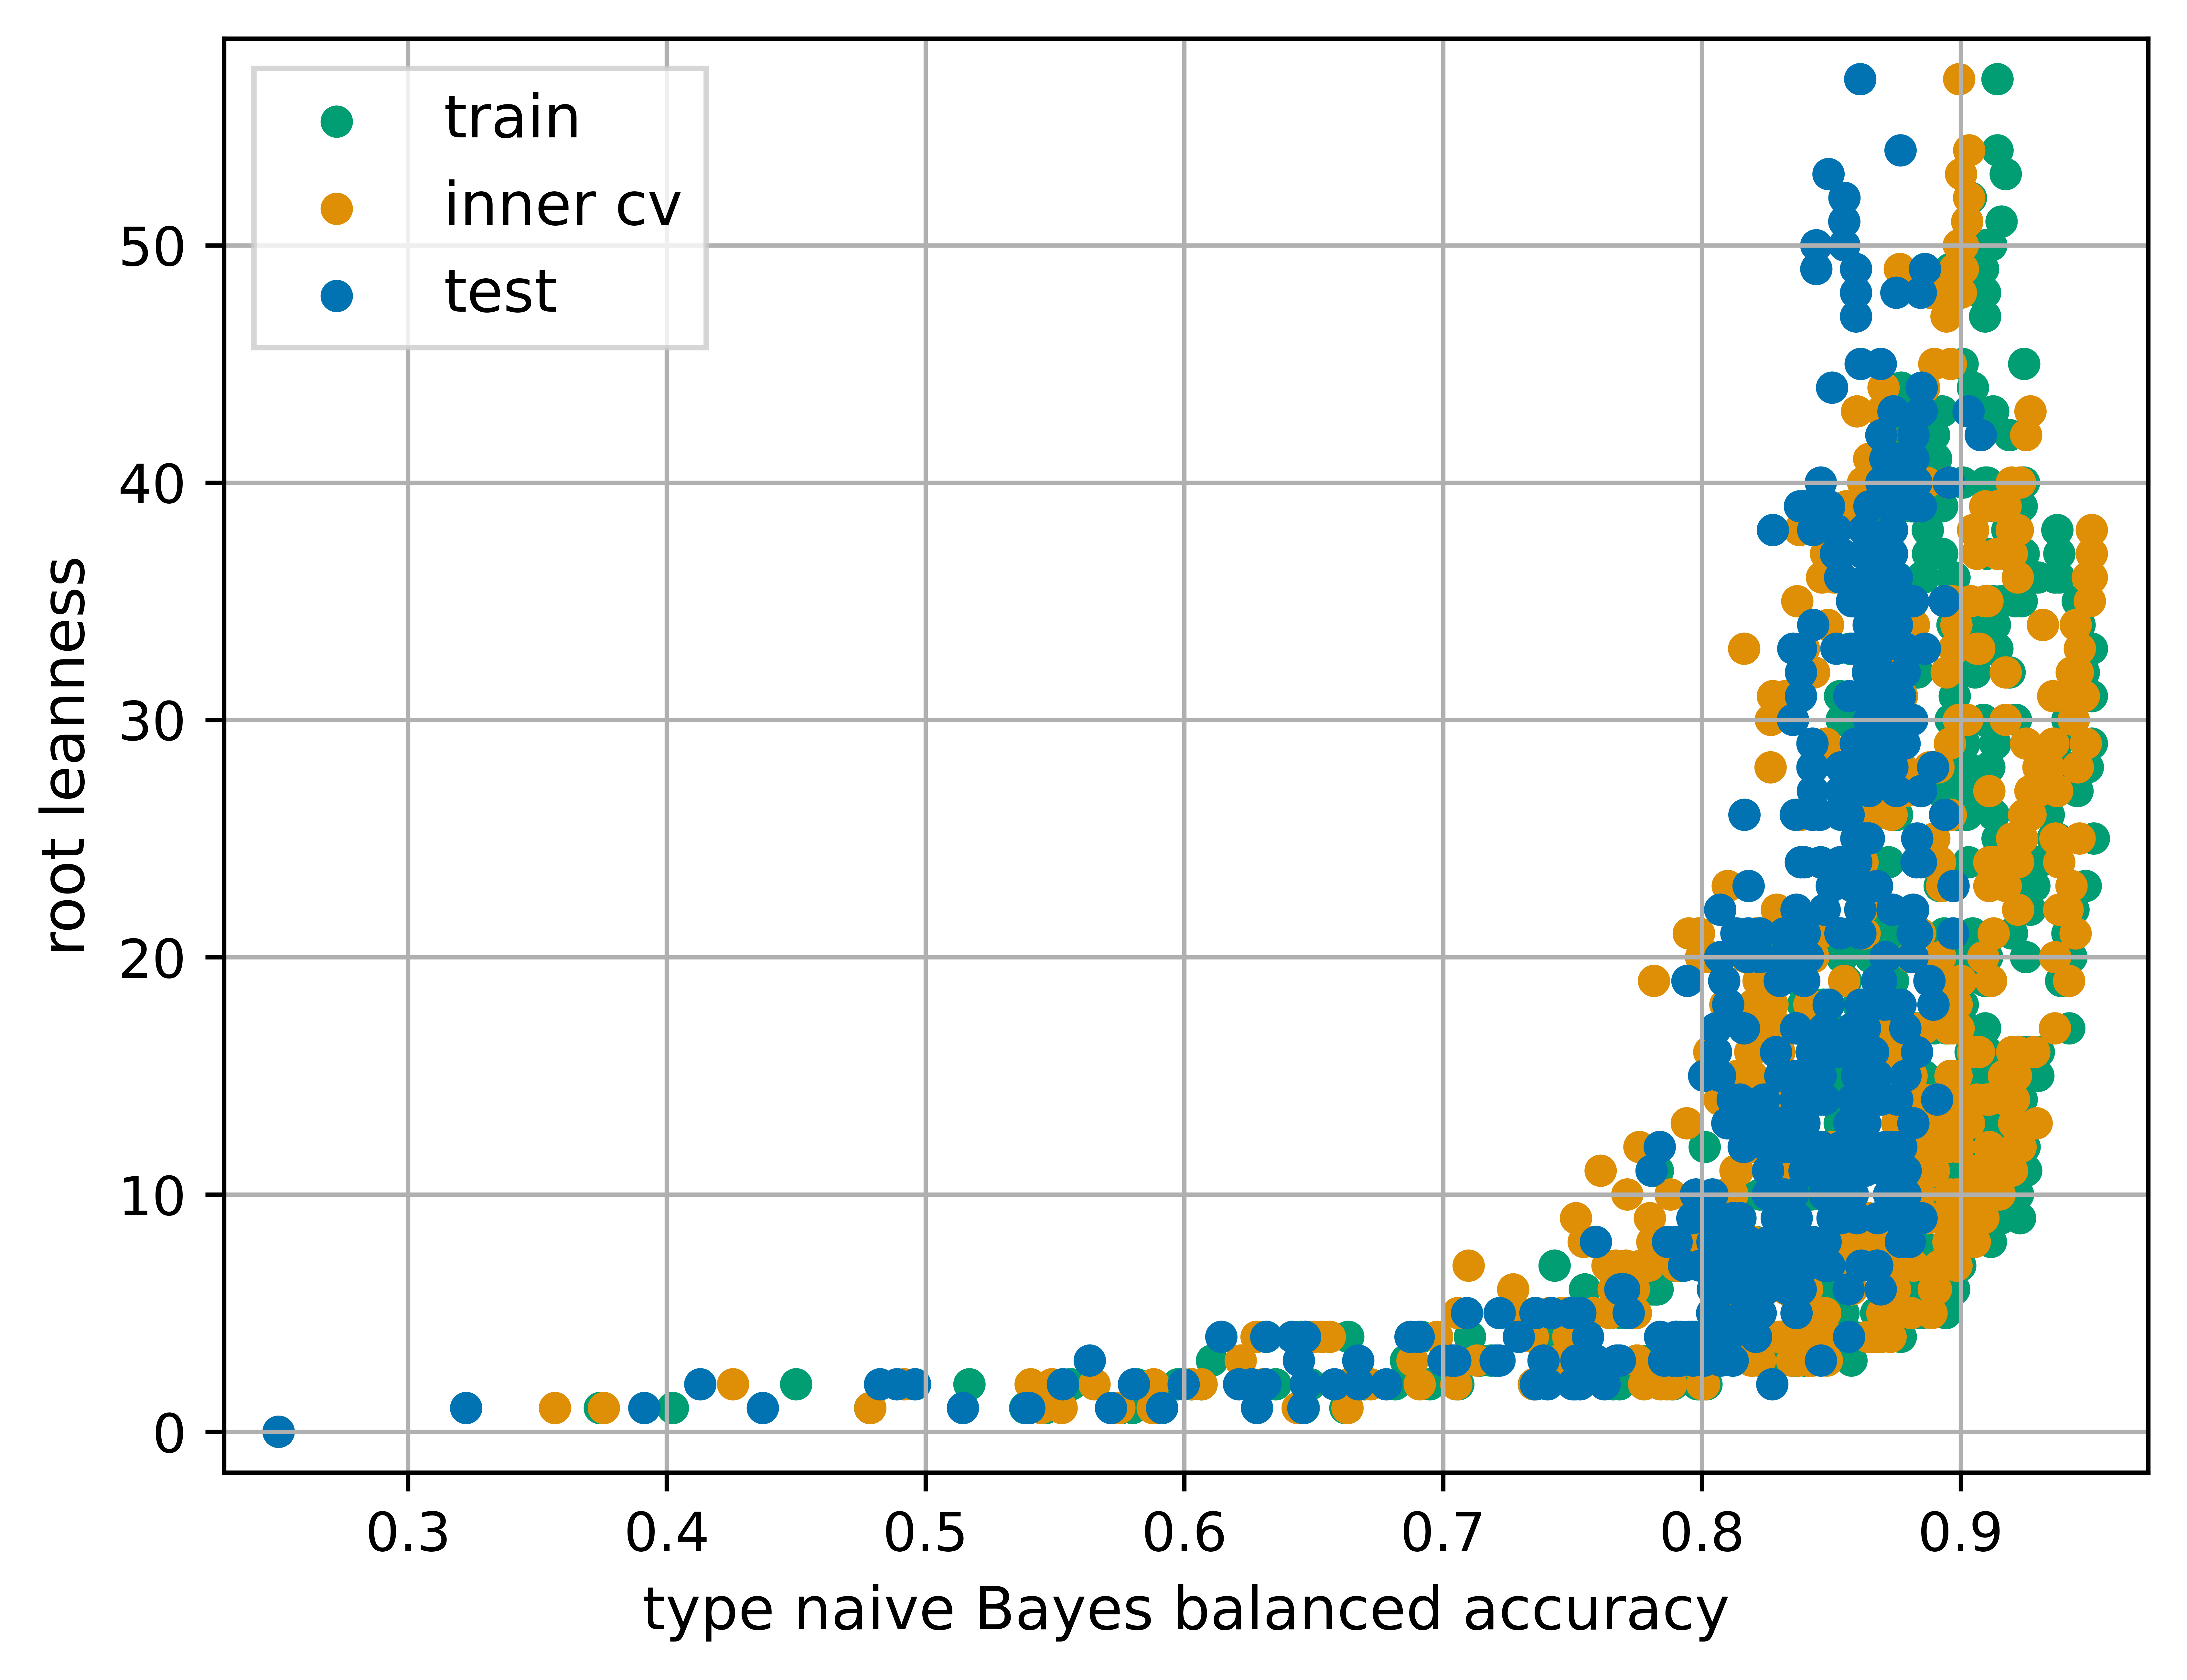 train
inner cv
test
50
40
30
20
10
0
root leanness
0.3 0.4 0.5 0.6 0.7 0.8 0.9
type naive Bayes balanced accuracy